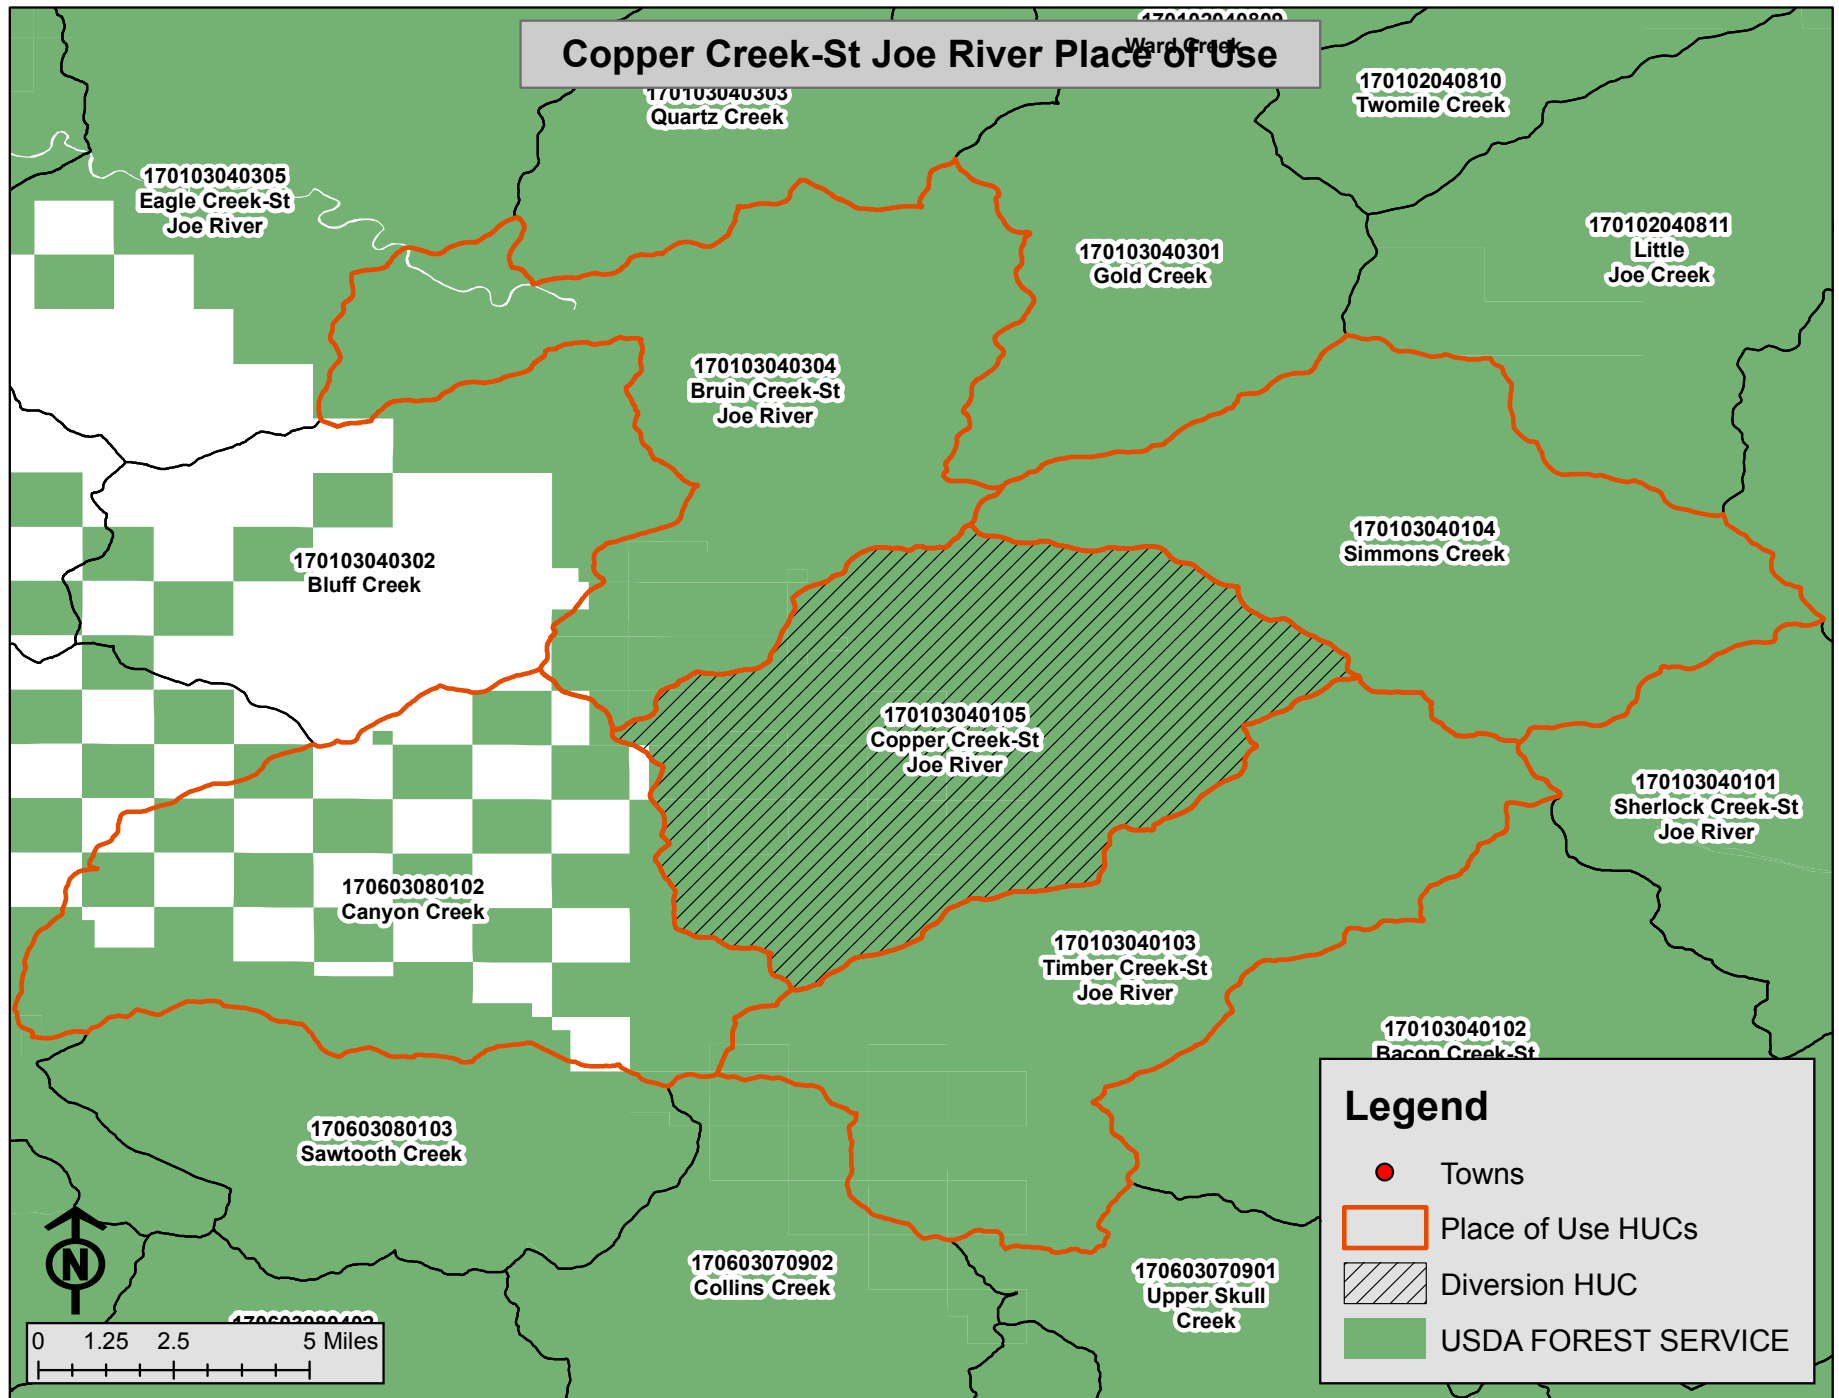 170102040809
Ward Creek
Copper Creek-St Joe River Place of Use
170103040303
Quartz Creek
170102040810
Twomile Creek
170103040305
Eagle Creek-St
Joe River
170103040301
Gold Creek
170102040811
Little
Joe Creek
170103040304
Bruin Creek-St
Joe River
170103040104
Simmons Creek
170103040302
Bluff Creek
170103040105
Copper Creek-St
Joe River
170103040101
Sherlock Creek-St
Joe River
170603080102
Canyon Creek
170103040103
Timber Creek-St
Joe River
170103040102
Bacon Creek-St
170603080103
Sawtooth Creek
170603070902
Collins Creek
170603070901
Upper Skull
Creek
Legend
Towns
Place of Use HUCs
Diversion HUC
USDA FOREST SERVICE
N
170603080402
0 1.25 2.5 5 Miles